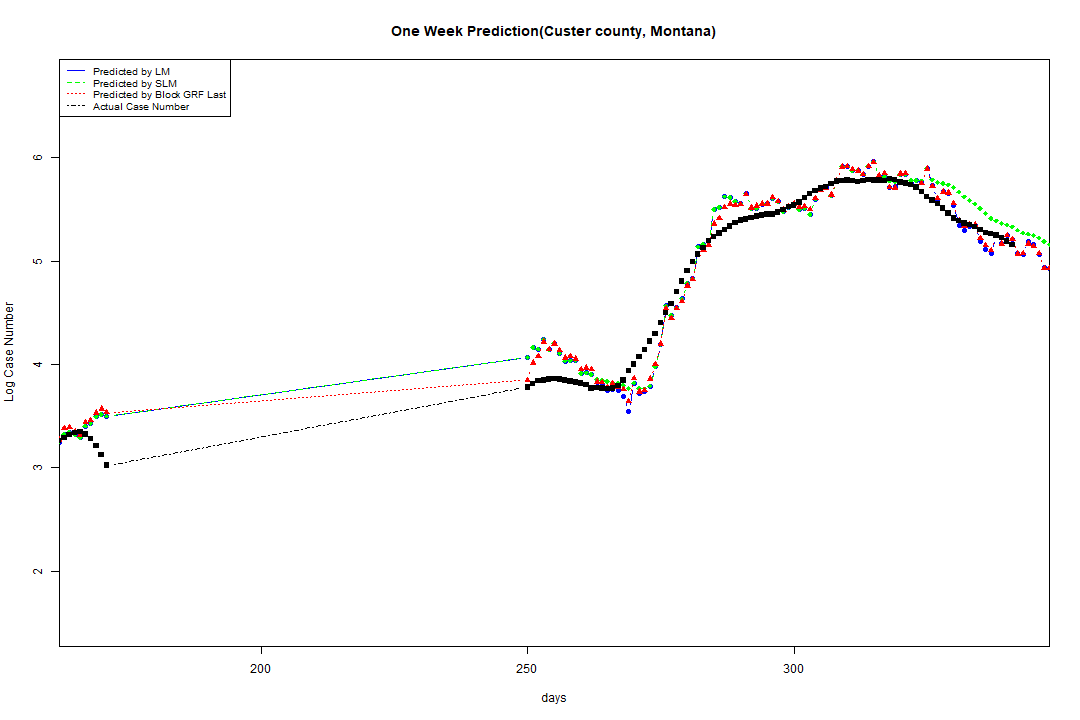 One Week Prediction(Custer county, Montana)
Predicted by LM
Predicted by SLM
Predicted by Block GRF Last
Actual Case Number
6
5
4
3
2
Log Case Number
200 250 300
days